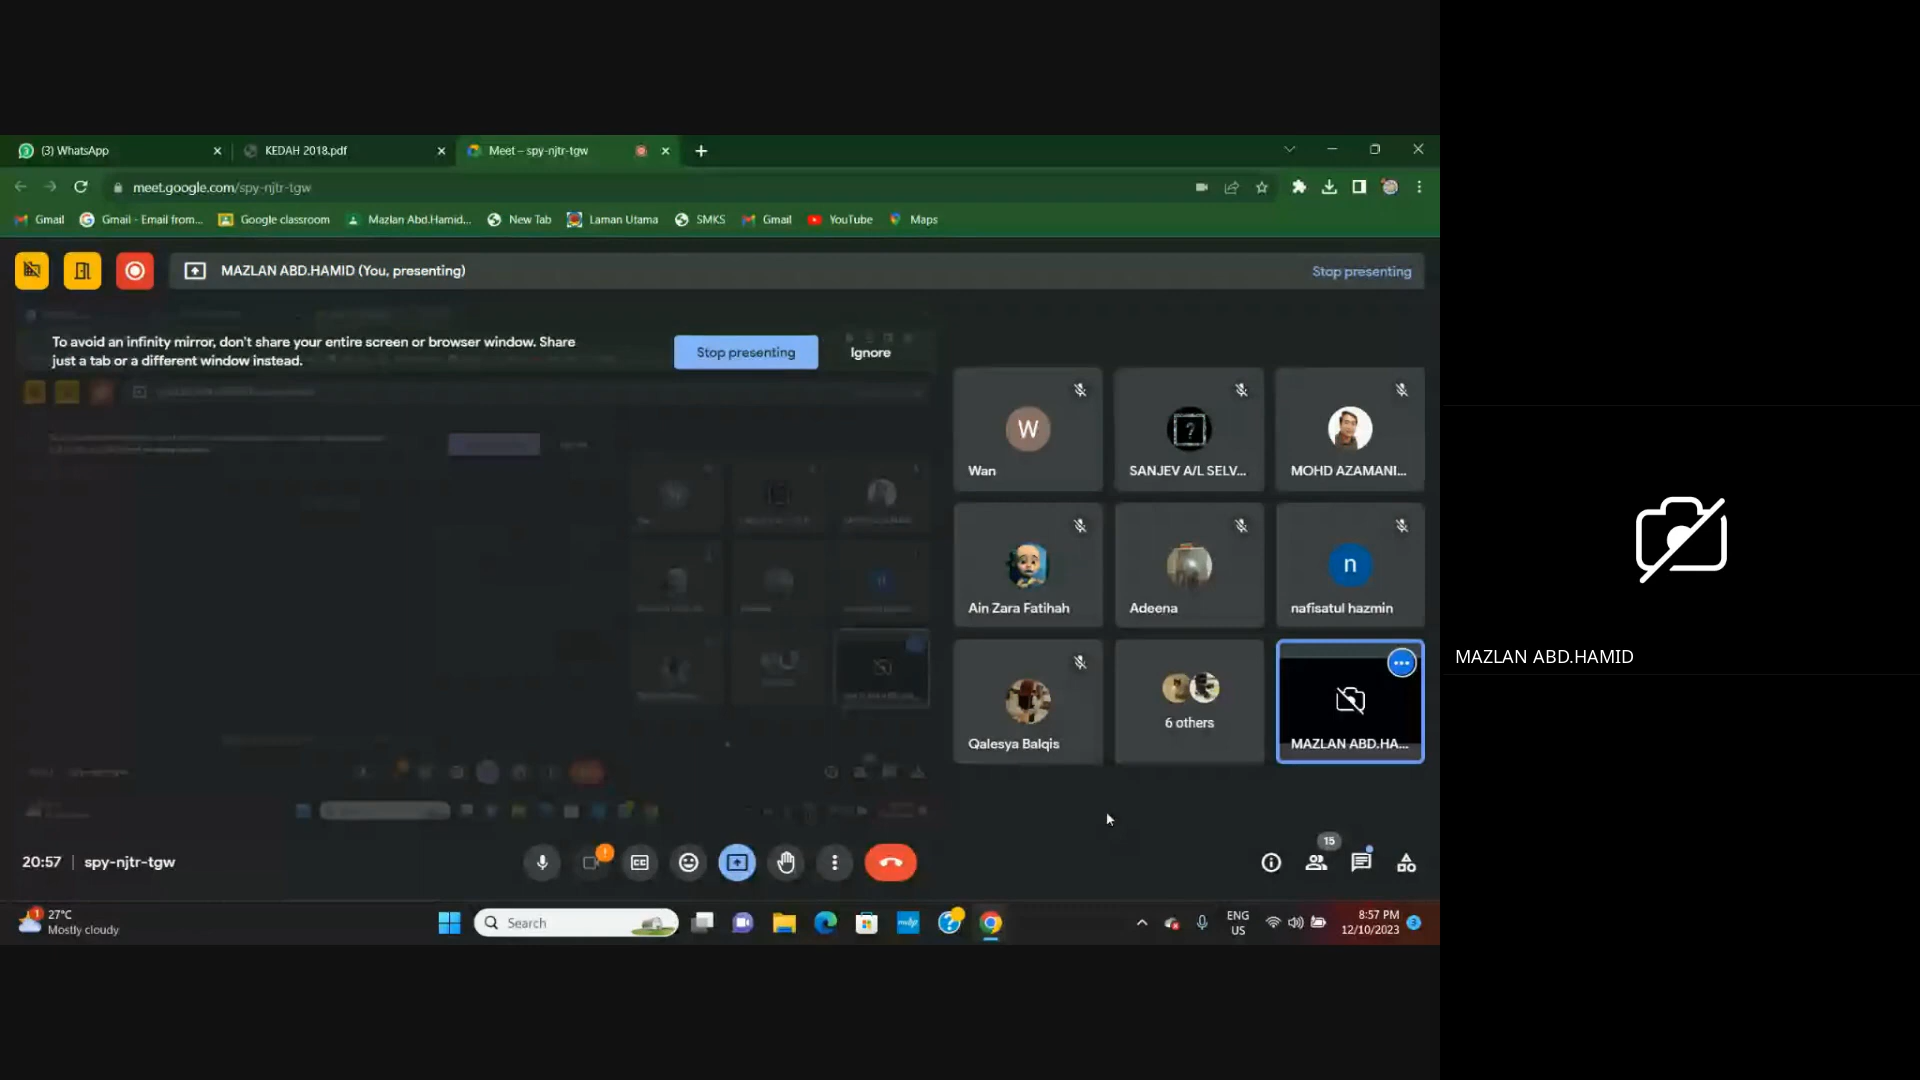 (3) WhatsApp
KEDAH 2018.pdf
Meet – spy-njtr-tgw
meet.google.com/spy-njtr-tgw
Gmail
Gmail - Email from...
Google classroom
Mazlan Abd.Hamid...
New Tab
Laman Utama
SMKS
Gmail
YouTube
Maps
MAZLAN ABD.HAMID (You, presenting)
Stop presenting
To avoid an infinity mirror, don't share your entire screen or browser window. Share
just a tab or a different window instead.
Stop presenting
Ignore
W
Wan
?
SANJEV A/L SELV...
MOHD AZAMANI...
Ain Zara Fatihah
Adeena
n
nafisatul hazmin
Qalesya Balqis
6 others
MAZLAN ABD.HA...
MAZLAN ABD.HAMID
20:57 | spy-njtr-tgw
CC
15
1
27°C
Mostly cloudy
Search
ENG
US
8:57 PM
12/10/2023